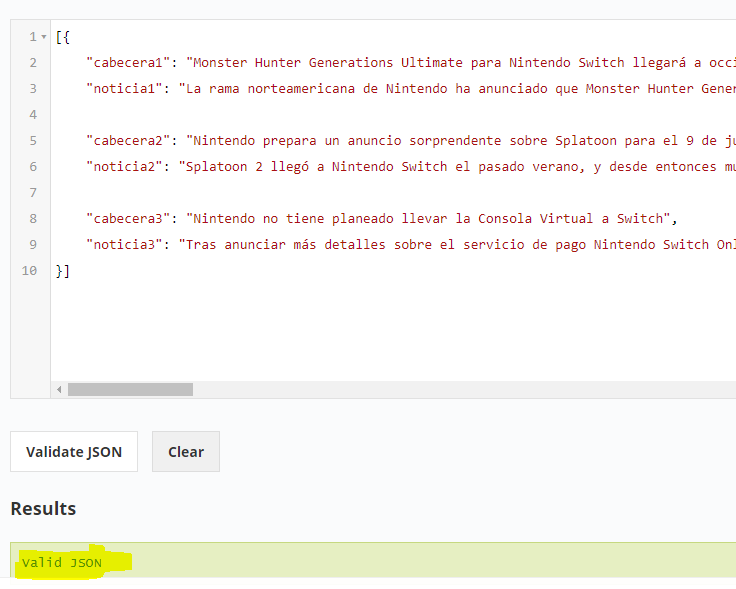 1 [{
2 "cabecera1": "Monster Hunter Generations Ultimate para Nintendo Switch llegará a occi
3 "noticia1": "La rama norteamericana de Nintendo ha anunciado que Monster Hunter Gener
4
5 "cabecera2": "Nintendo prepara un anuncio sorprendente sobre Splatoon para el 9 de ju
6 "noticia2": "Splatoon 2 llegó a Nintendo Switch el pasado verano, y desde entonces mu
7
8 "cabecera3": "Nintendo no tiene planeado llevar la Consola Virtual a Switch",
9 "noticia3": "Tras anunciar más detalles sobre el servicio de pago Nintendo Switch Onl
10 }]
Validate JSON Clear
Results
Valid JSON